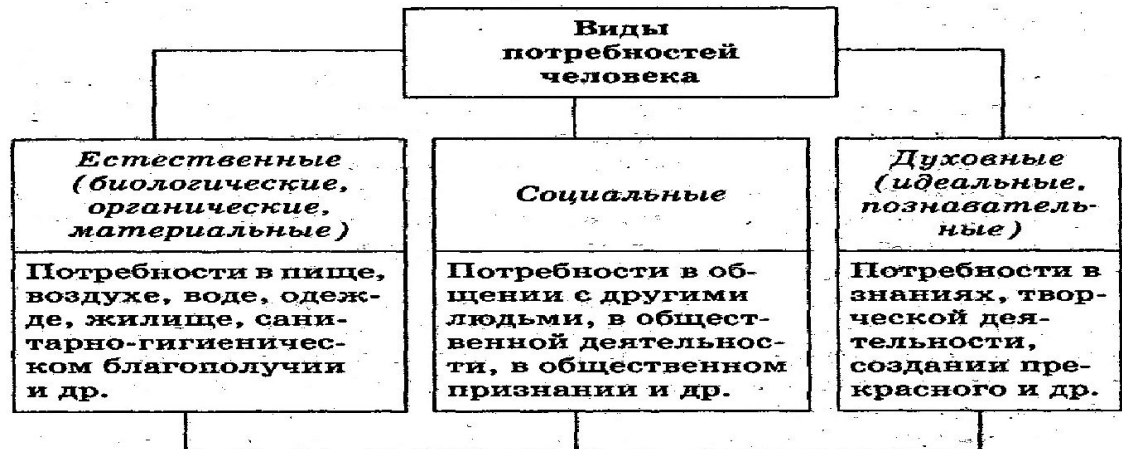 Виды
потребностей
человека
Естественные
(биологические,
органические,
материальные)
Социальные
Духовные
(идеальные,
познаватель-
ные)
Потребности в пище,
воздухе, воде, одеж-
де, жилище, сани-
тарно-гигиеничес-
ком благополучии
и др.
Потребности в об-
щении с другими
людьми, в общест-
венной деятельнос-
ти, в общественном
признании и др.
Потребности в
знаниях, твор-
ческой дея-
тельности,
создании пре-
красного и др.